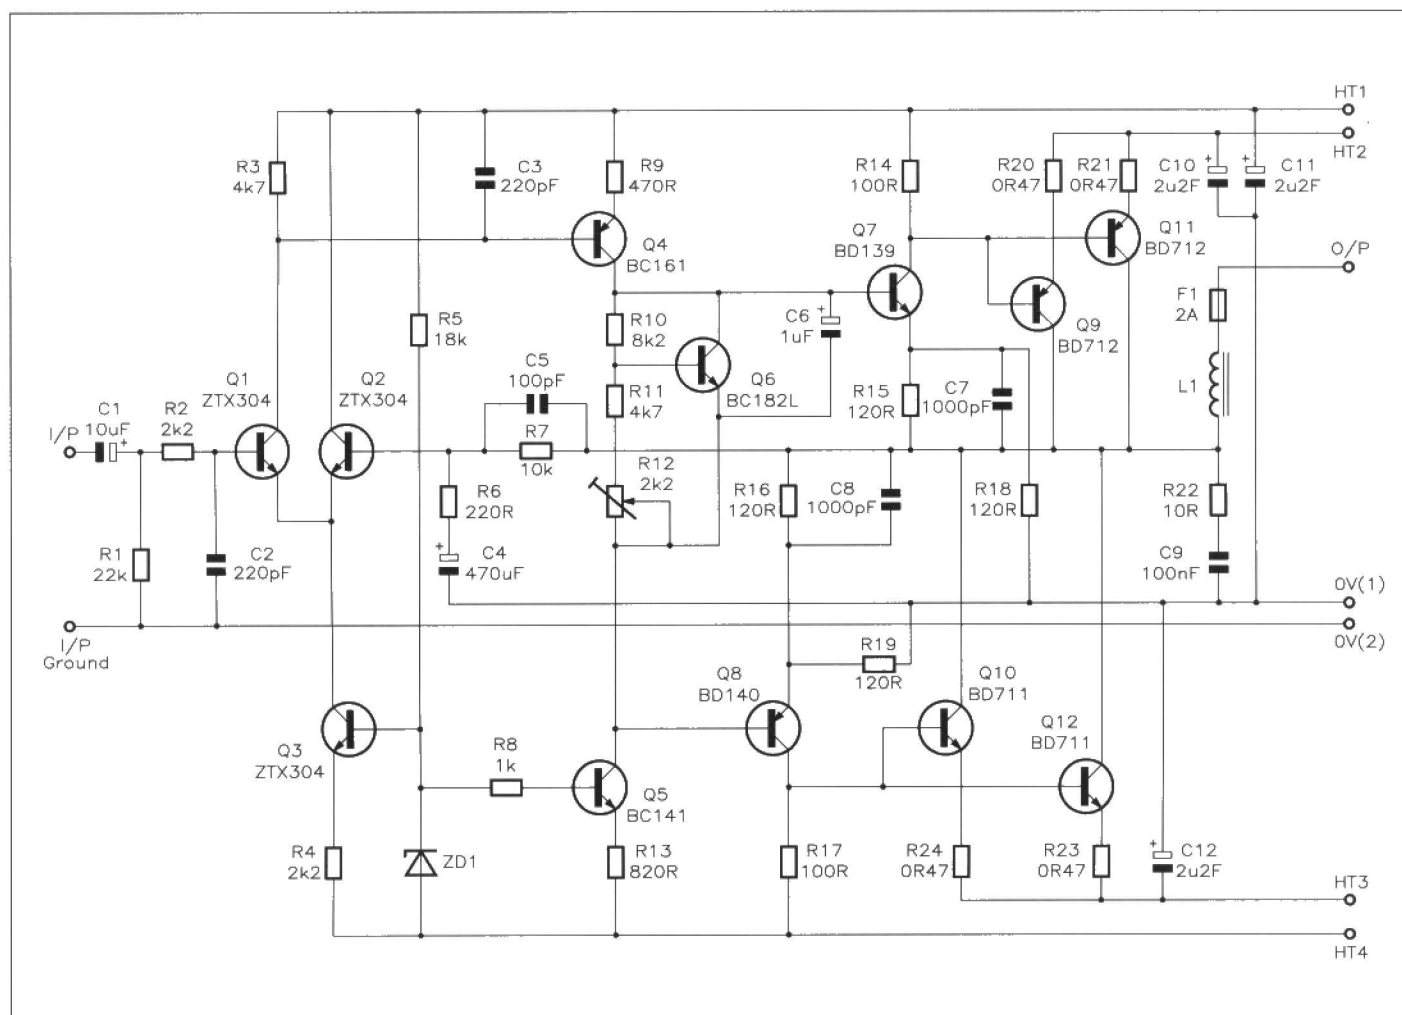 HT1
HT2
R3
4k7
C3
220pF
R9
470R
R14
100R
R20
0R47
R21
0R47
C10
2u2F
+
C11
2u2F
+
Q4
BC161
Q7
BD139
Q11
BD712
O/P
R5
18k
R10
8k2
C6
1uF
+
Q9
BD712
F1
2A
Q1
ZTX304
Q2
ZTX304
C5
100pF
R11
4k7
Q6
BC182L
R15
120R
C7
1000pF
L1
I/P
C1
10uF
+
R2
2k2
R7
10k
R12
2k2
R6
220R
R16
120R
C8
1000pF
R18
120R
R22
10R
R1
22k
C2
220pF
+
C4
470uF
C9
100nF
I/P
Ground
0V(1)
0V(2)
R19
120R
Q8
BD140
Q10
BD711
Q3
ZTX304
R8
1k
Q12
BD711
Q5
BC141
R4
2k2
ZD1
R13
820R
R17
100R
R24
0R47
R23
0R47
+
C12
2u2F
HT3
HT4